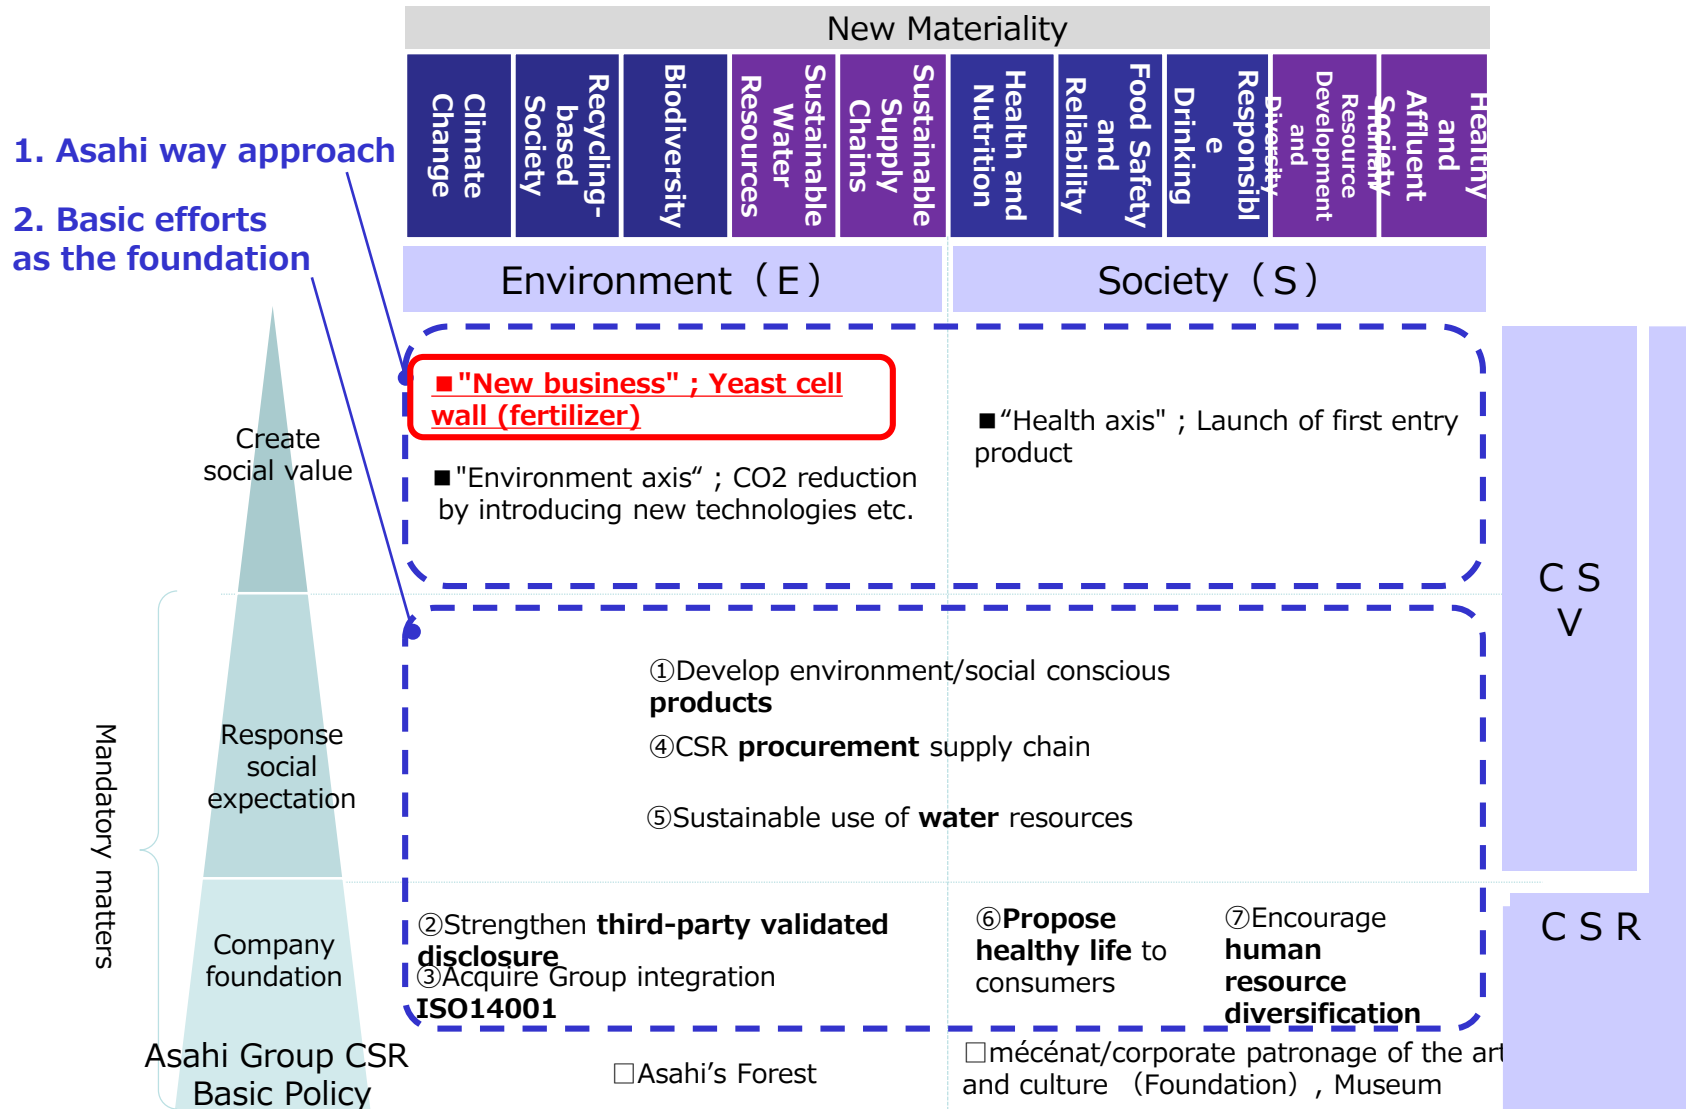 New Materiality
Climate
Change
Recycling-
based
Society
Biodiversity
Sustainable
Water
Resources
Sustainable
Supply
Chains
Health and
Nutrition
Food Safety
and
Reliability
Responsibl
e
Drinking
Human
Resource
Development
and
Diversity
Healthy
and
Affluent
Society
1. Asahi way approach
2. Basic efforts
as the foundation
Environment（E）
Society（S）
■"New business" ; Yeast cell
wall (fertilizer)
■"Environment axis“ ; CO2 reduction
by introducing new technologies etc.
■“Health axis" ; Launch of first entry
product
Create
social value
C S
V
①Develop environment/social conscious
products
④CSR procurement supply chain
⑤Sustainable use of water resources
Response
social
expectation
Mandatory matters
②Strengthen third-party validated
disclosure
③Acquire Group integration
ISO14001
⑥Propose
healthy life to
consumers
⑦Encourage
human
resource
diversification
Company
foundation
C S R
Asahi Group CSR
Basic Policy
□Asahi’s Forest
□mécénat/corporate patronage of the art
and culture （Foundation）, Museum